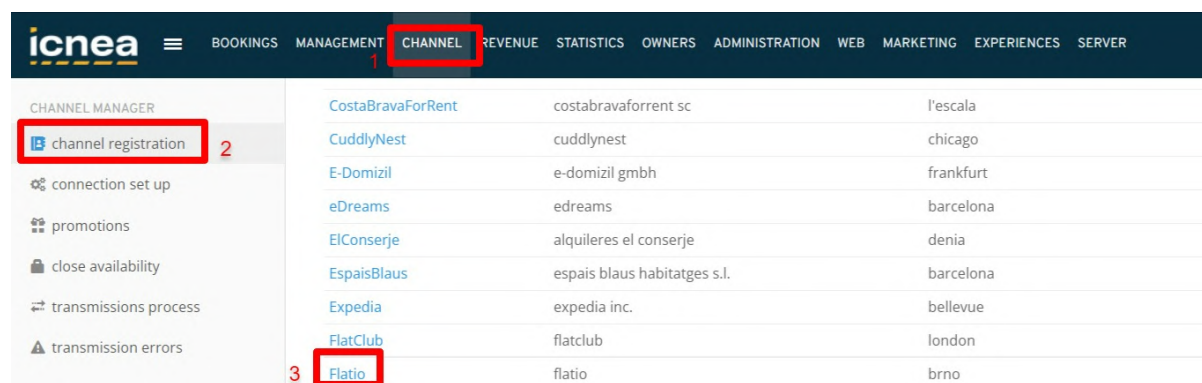 icnea BOOKINGS MANAGEMENT CHANNEL REVENUE STATISTICS OWNERS ADMINISTRATION WEB MARKETING EXPERIENCES SERVER
1
CHANNEL MANAGER
channel registration 2
connection set up
promotions
close availability
transmissions process
transmission errors
CostaBravaForRent costabravaforrent sc l'escala
CuddlyNest cuddlynest chicago
E-Domizil e-domizil gmbh frankfurt
eDreams edreams barcelona
ElConserje alquileres el conserje denia
EspaisBlaus espais blaus habitatges s.l. barcelona
Expedia expedia inc. bellevue
FlatClub flatclub london
3 Flatio flatio brno